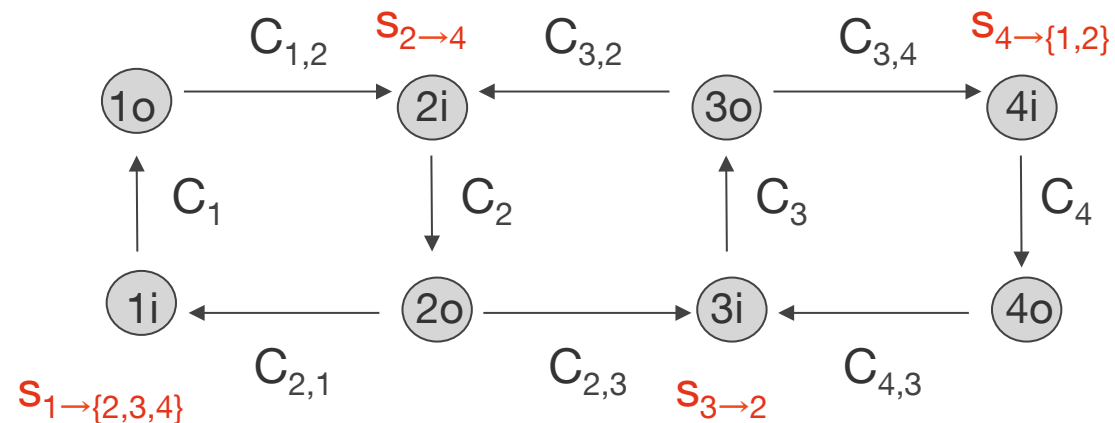 C1,2
s2→4
C3,2
C3,4
s4→{1,2}
1o
2i
3o
4i
C1
C2
C3
C4
1i
2o
3i
4o
C2,1
C2,3
C4,3
s1→{2,3,4}
s3→2